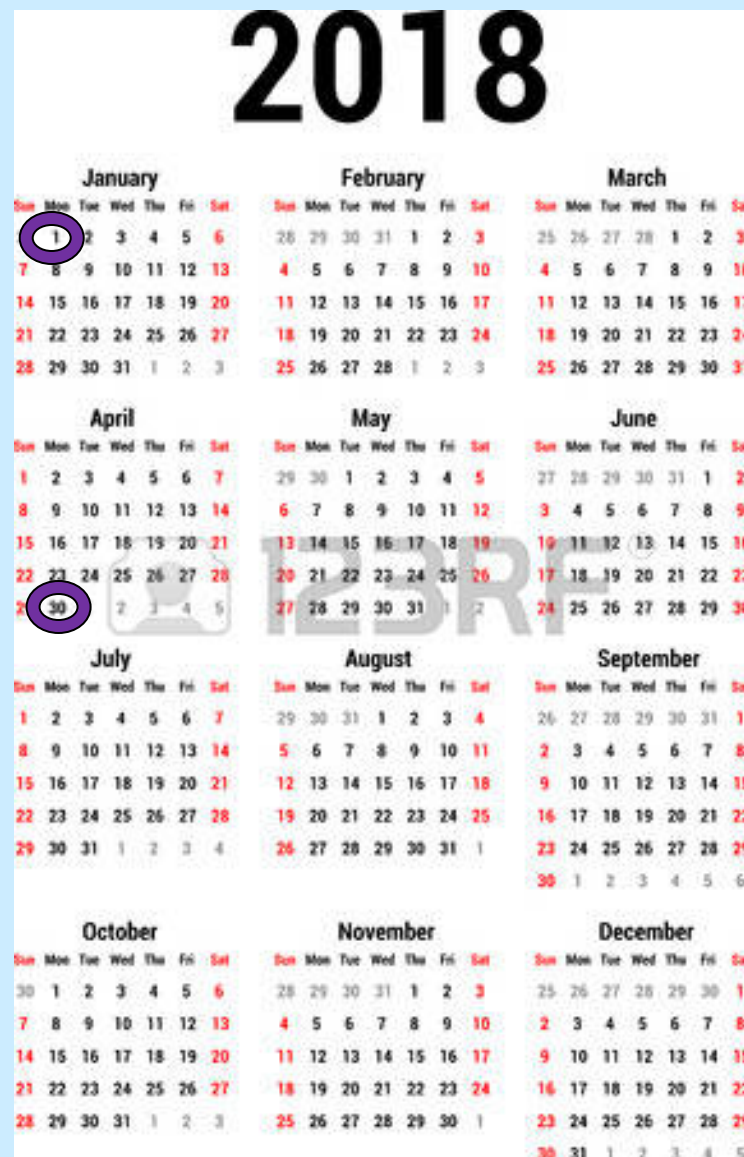 2018
January
Sun Mon Tue Wed Thu Fri Sat
1 2 3 4 5 6
7 8 9 10 11 12 13
14 15 16 17 18 19 20
21 22 23 24 25 26 27
28 29 30 31 1 2 3
February
Sun Mon Tue Wed Thu Fri Sat
28 29 30 31 1 2 3
4 5 6 7 8 9 10
11 12 13 14 15 16 17
18 19 20 21 22 23 24
25 26 27 28 1 2 3
March
Sun Mon Tue Wed Thu Fri
25 26 27 28 1 2
4 5 6 7 8 9
11 12 13 14 15 16
18 19 20 21 22 23
25 26 27 28 29 30
April
Sun Mon Tue Wed Thu Fri Sat
1 2 3 4 5 6 7
8 9 10 11 12 13 14
15 16 17 18 19 20 21
22 23 24 25 26 27 28
30 2 3 4 5
May
Sun Mon Tue Wed Thu Fri Sat
29 30 1 2 3 4 5
6 7 8 9 10 11 12
13 14 15 16 17 18 19
20 21 22 23 24 25 26
27 28 29 30 31 1 2
June
Sun Mon Tue Wed Thu Fri
27 28 29 30 31 1
3 4 5 6 7 8
10 11 12 13 14 15
17 18 19 20 21 22
24 25 26 27 28 29
123RF
July
Sun Mon Tue Wed Thu Fri Sat
1 2 3 4 5 6 7
8 9 10 11 12 13 14
15 16 17 18 19 20 21
22 23 24 25 26 27 28
29 30 31 1 2 3 4
August
Sun Mon Tue Wed Thu Fri Sat
29 30 31 1 2 3 4
5 6 7 8 9 10 11
12 13 14 15 16 17 18
19 20 21 22 23 24 25
26 27 28 29 30 31 1
September
Sun Mon Tue Wed Thu Fri
26 27 28 29 30 31
2 3 4 5 6 7
9 10 11 12 13 14
16 17 18 19 20 21
23 24 25 26 27 28
30 1 2 3 4 5
October
Sun Mon Tue Wed Thu Fri Sat
30 1 2 3 4 5 6
7 8 9 10 11 12 13
14 15 16 17 18 19 20
21 22 23 24 25 26 27
28 29 30 31 1 2 3
November
Sun Mon Tue Wed Thu Fri Sat
28 29 30 31 1 2 3
4 5 6 7 8 9 10
11 12 13 14 15 16 17
18 19 20 21 22 23 24
25 26 27 28 29 30 1
December
Sun Mon Tue Wed Thu Fri
25 26 27 28 29 30
2 3 4 5 6 7
9 10 11 12 13 14
16 17 18 19 20 21
23 24 25 26 27 28
30 31 1 2 3 4